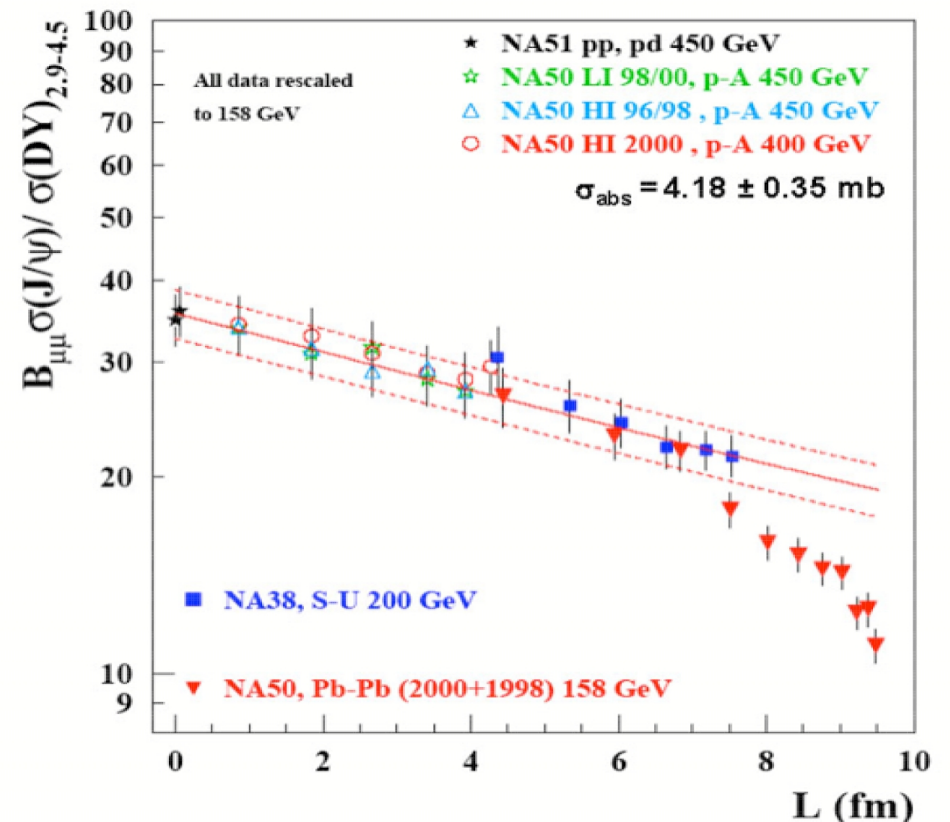 B_μμ σ(J/ψ)/ σ(DY)_2.9-4.5
100
90
80
70
60
50
40
30
20
10
9
All data rescaled
to 158 GeV
NA51 pp, pd 450 GeV
NA50 LI 98/00, p-A 450 GeV
NA50 HI 96/98 , p-A 450 GeV
NA50 HI 2000 , p-A 400 GeV
σ_abs = 4.18 ± 0.35 mb
NA38, S-U 200 GeV
NA50, Pb-Pb (2000+1998) 158 GeV
0 2 4 6 8 10
L (fm)